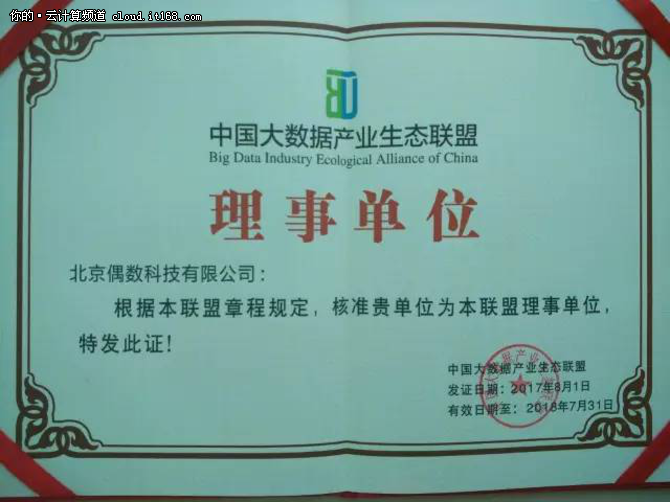 你的·云计算频道 cloud.it168.com
中国大数据产业生态联盟
Big Data Industry Ecological Alliance of China
理事单位
北京偶数科技有限公司：
根据本联盟章程规定，核准贵单位为本联盟理事单位，
特发此证！
中国大数据产业生态联盟
发证日期：2017年8月1日
有效日期至：2018年7月31日